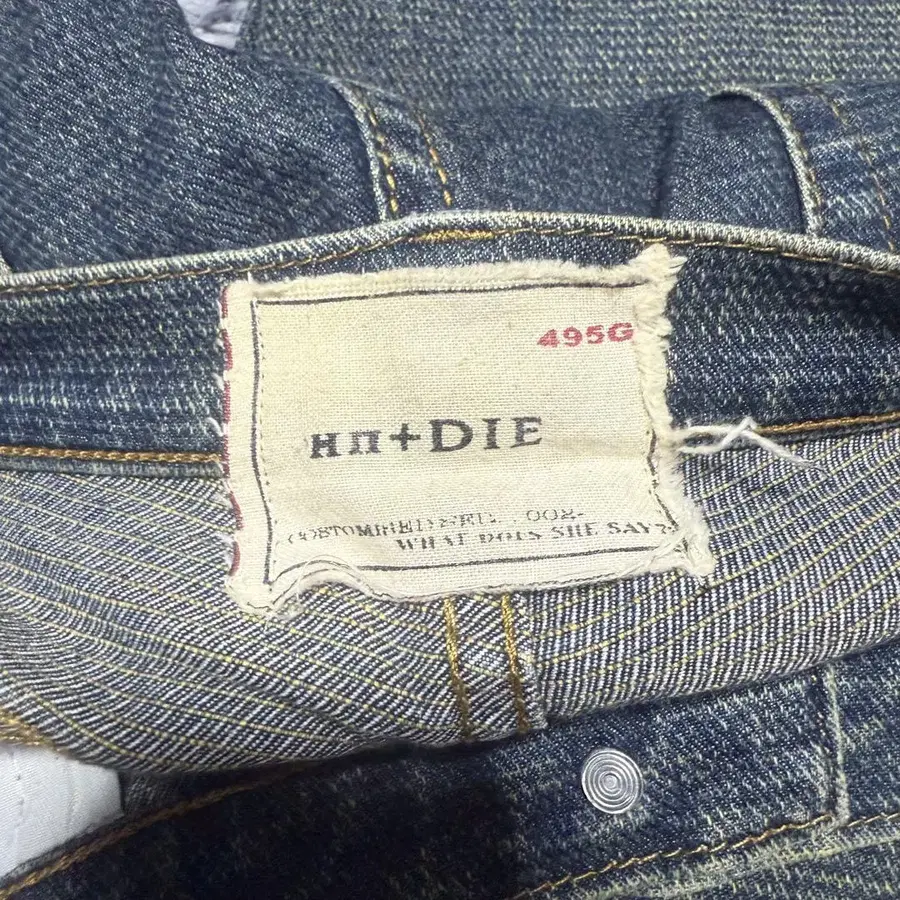 495G
нп+DIE
WHAT DOES SHE SAY?